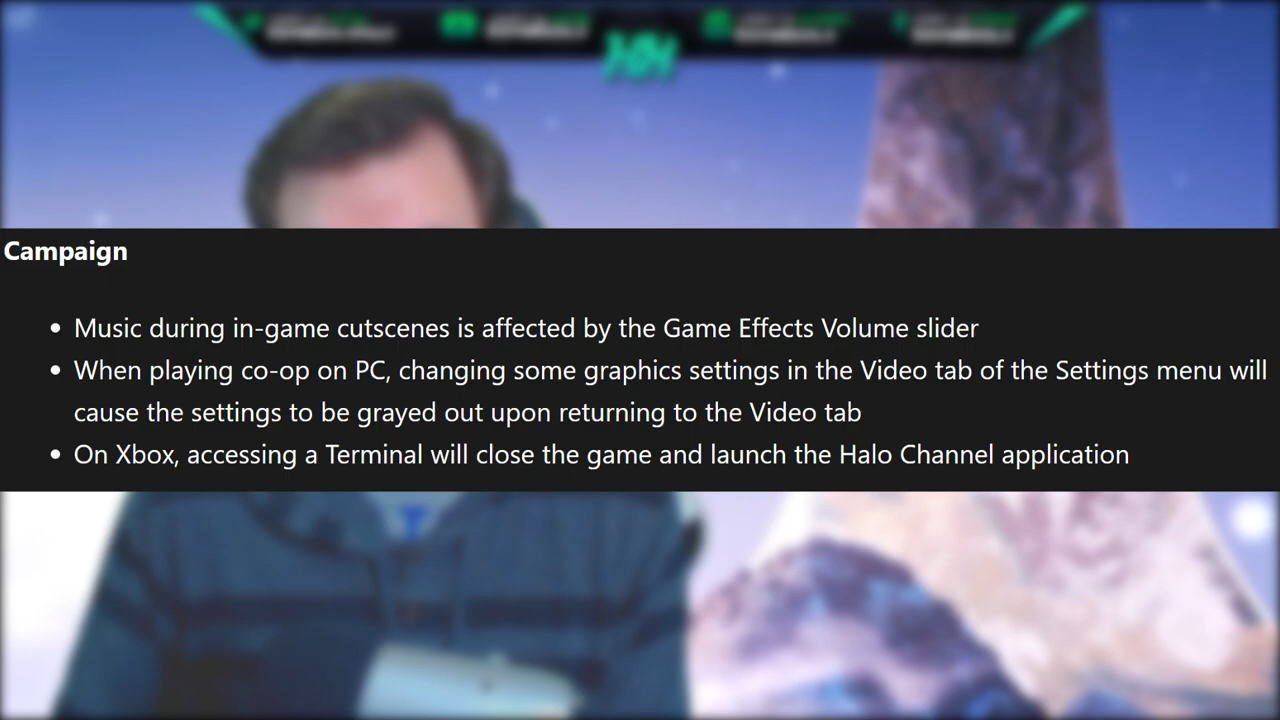 HH
Campaign
• Music during in-game cutscenes is affected by the Game Effects Volume slider
• When playing co-op on PC, changing some graphics settings in the Video tab of the Settings menu will
cause the settings to be grayed out upon returning to the Video tab
• On Xbox, accessing a Terminal will close the game and launch the Halo Channel application